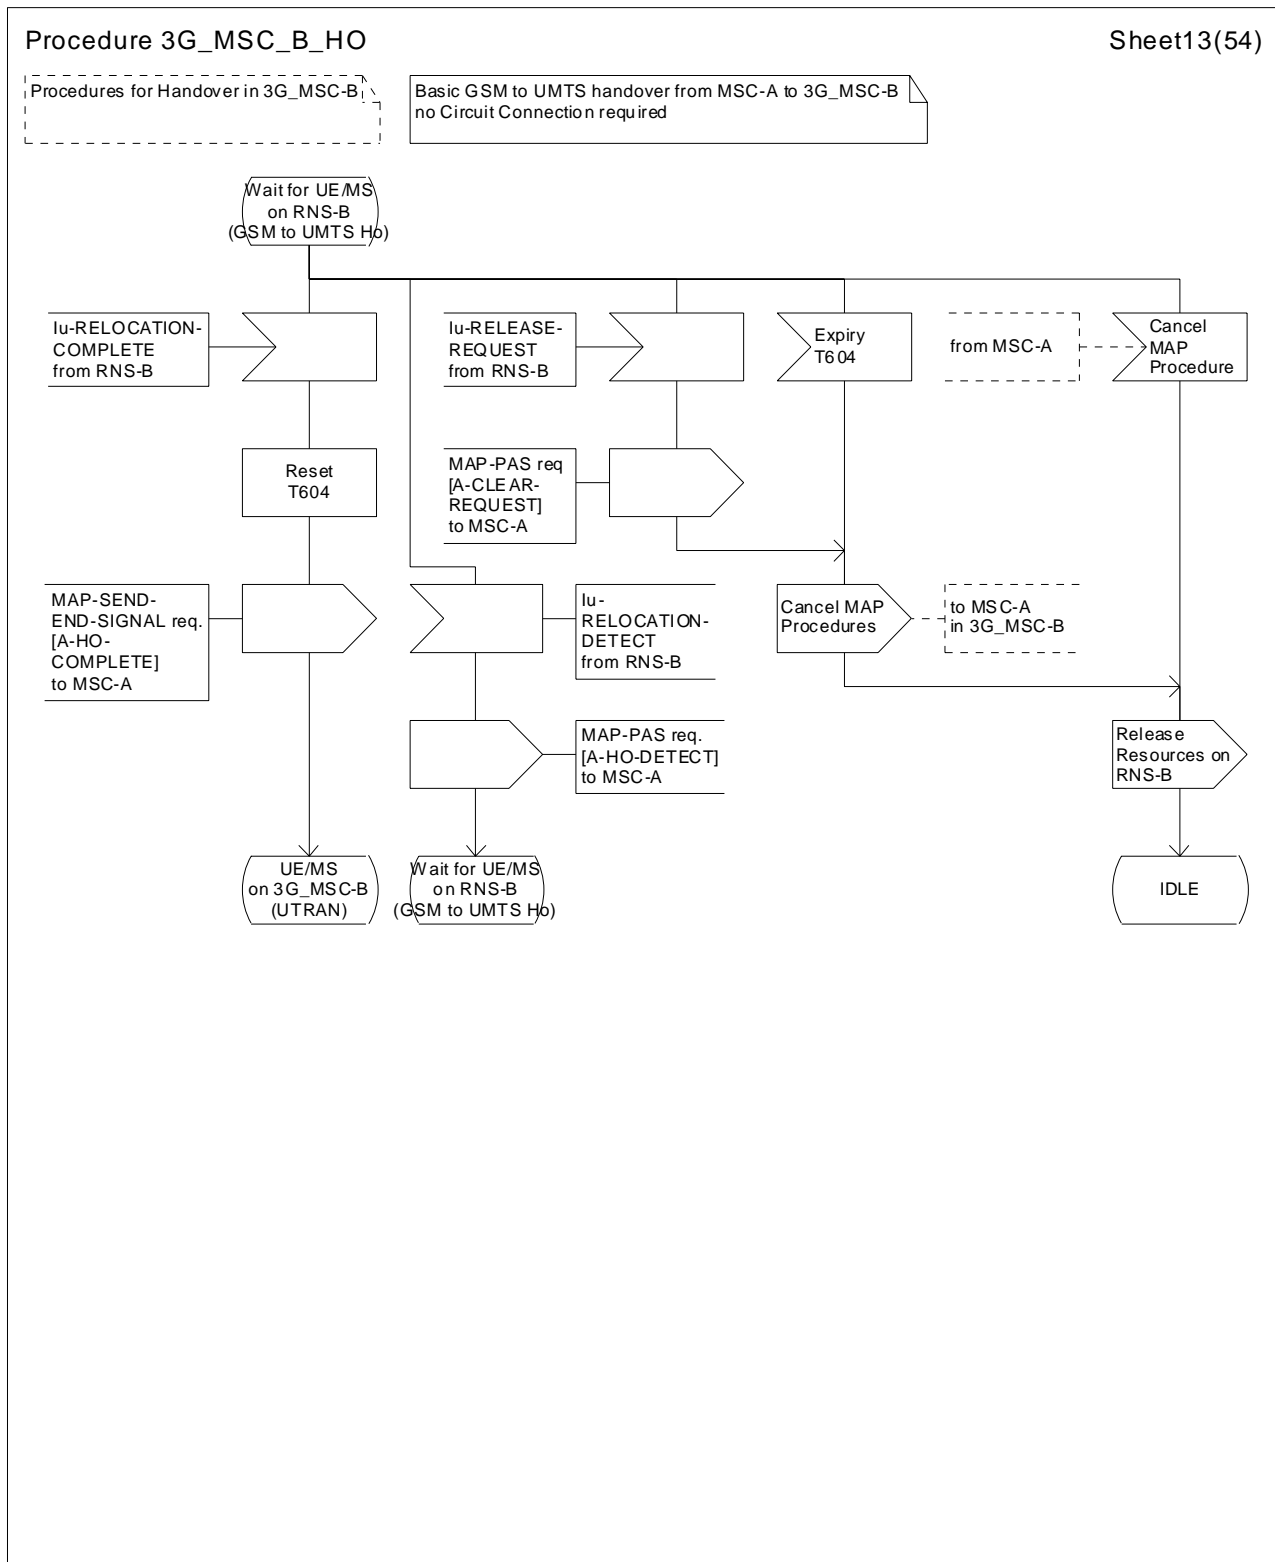 Procedure 3G_MSC_B_HO
Sheet13(54)
Procedures for Handover in 3G_MSC-B
Basic GSM to UMTS handover from MSC-A to 3G_MSC-B
no Circuit Connection required
Wait for UE/MS
on RNS-B
(GSM to UMTS Ho)
Iu-RELOCATION-
COMPLETE
from RNS-B
Iu-RELEASE-
REQUEST
from RNS-B
Expiry
T604
from MSC-A
Cancel
MAP
Procedure
Reset
T604
MAP-PAS req
[A-CLEAR-
REQUEST]
to MSC-A
MAP-SEND-
END-SIGNAL req.
[A-HO-
COMPLETE]
to MSC-A
Iu-
RELOCATION-
DETECT
from RNS-B
Cancel MAP
Procedures
to MSC-A
in 3G_MSC-B
MAP-PAS req.
[A-HO-DETECT]
to MSC-A
Release
Resources on
RNS-B
UE/MS
on 3G_MSC-B
(UTRAN)
Wait for UE/MS
on RNS-B
(GSM to UMTS Ho)
IDLE